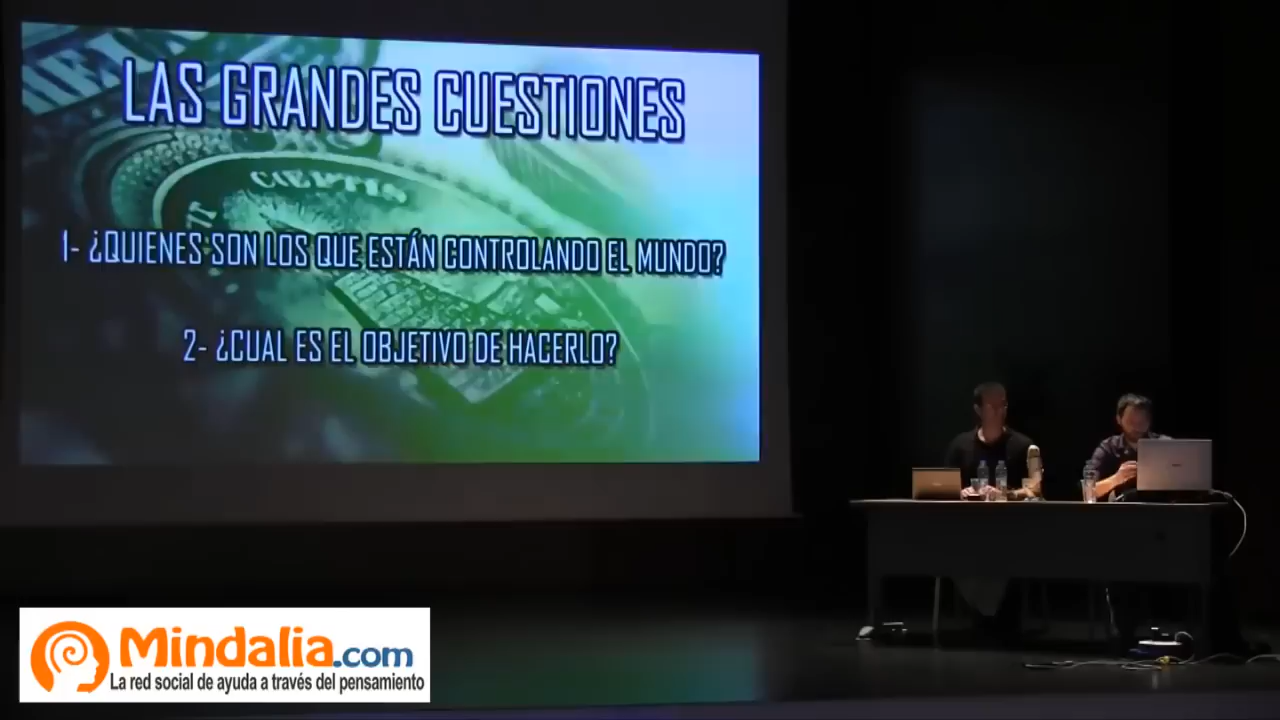 LAS GRANDES CUESTIONES
CŒPTIS
1- ¿QUIENES SON LOS QUE ESTÁN CONTROLANDO EL MUNDO?
2- ¿CUAL ES EL OBJETIVO DE HACERLO?
Mindalia.com
La red social de ayuda a través del pensamiento